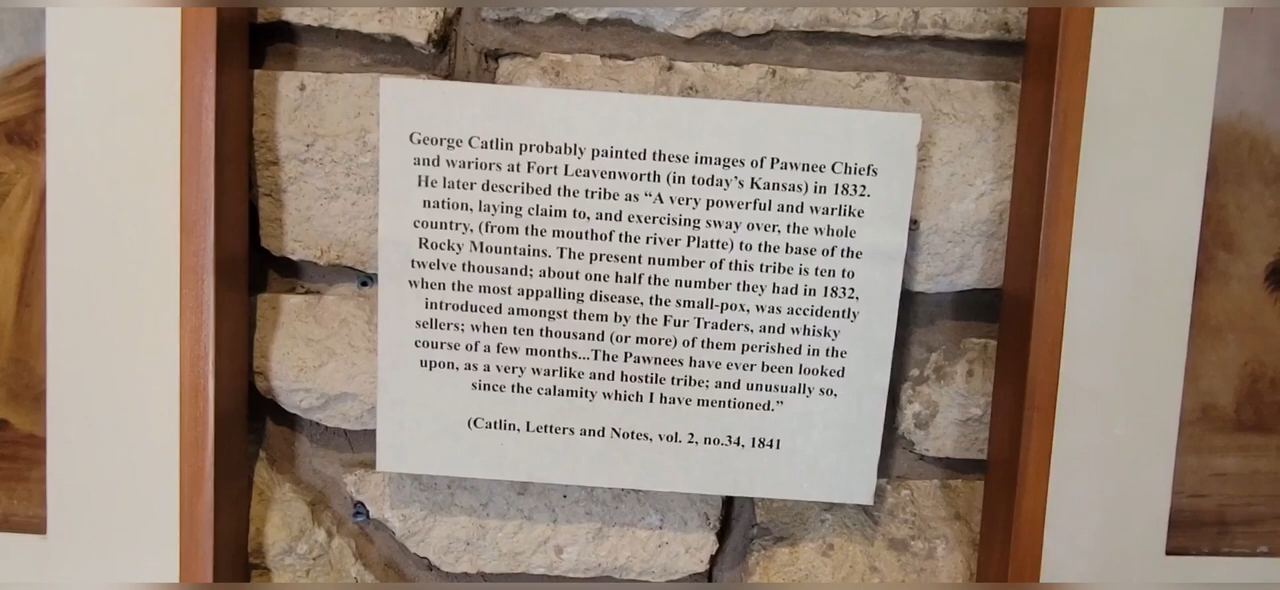 George Catlin probably painted these images of Pawnee Chiefs
and wariors at Fort Leavenworth (in today's Kansas) in 1832.
He later described the tribe as “A very powerful and warlike
nation, laying claim to, and exercising sway over, the whole
country, (from the mouthof the river Platte) to the base of the
Rocky Mountains. The present number of this tribe is ten to
twelve thousand; about one half the number they had in 1832,
when the most appalling disease, the small-pox, was accidently
introduced amongst them by the Fur Traders, and whisky
sellers; when ten thousand (or more) of them perished in the
course of a few months...The Pawnees have ever been looked
upon, as a very warlike and hostile tribe; and unusually so,
since the calamity which I have mentioned.”
(Catlin, Letters and Notes, vol. 2, no.34, 1841